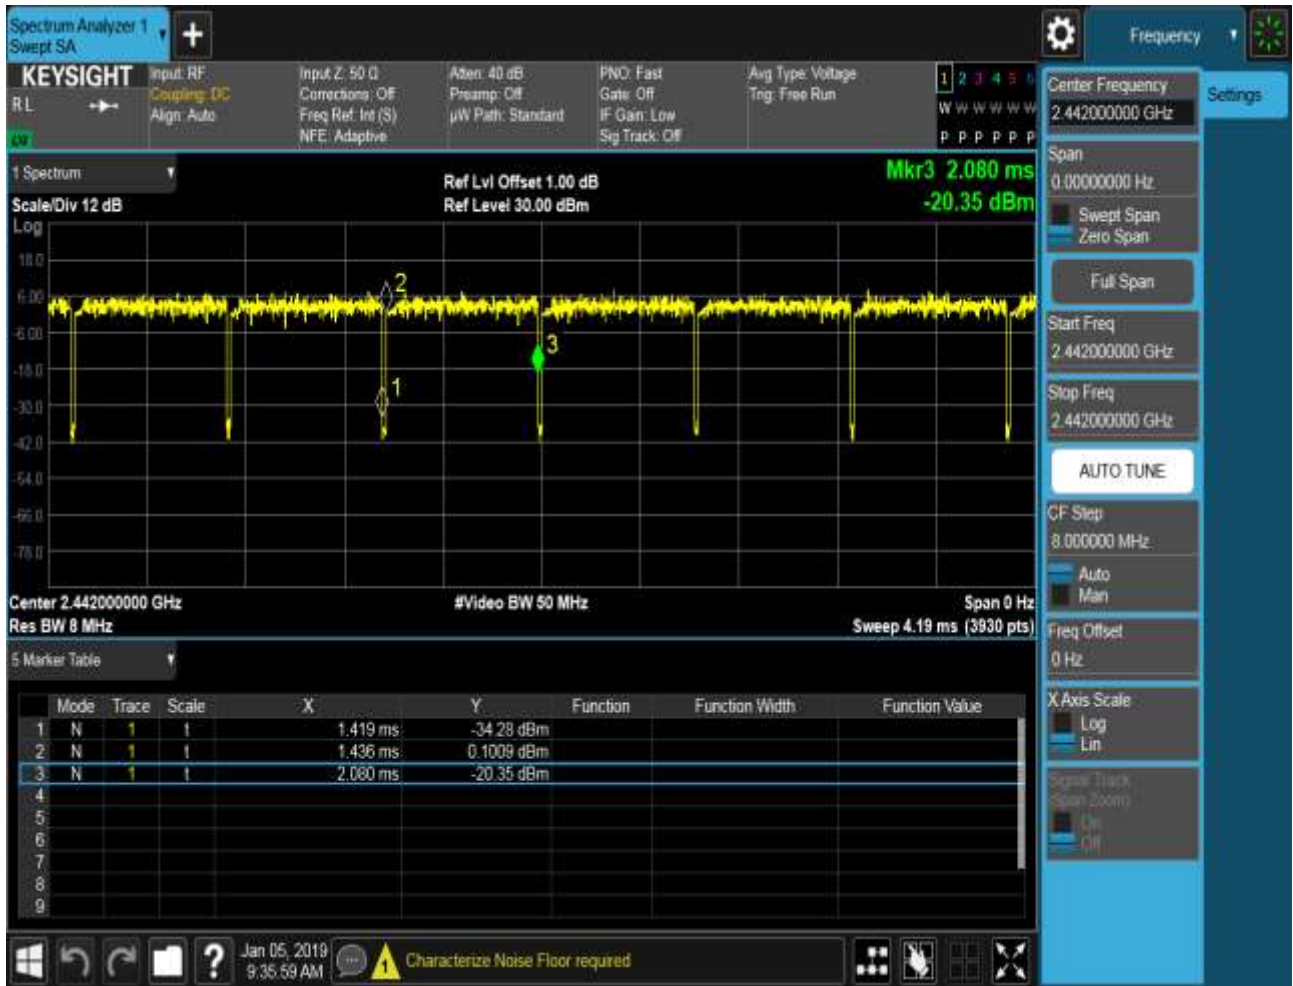 Spectrum Analyzer 1
Swept SA
Frequency
KEYSIGHT
R L
Input: RF
Coupling: DC
Align: Auto
Input Z: 50 Ω
Corrections: Off
Freq Ref: Int (S)
NFE: Adaptive
Atten: 40 dB
Preamp: Off
µW Path: Standard
PNO: Fast
Gate: Off
IF Gain: Low
Sig Track: Off
Avg Type: Voltage
Trig: Free Run
1 2 3 4 5 6
W W W W W W
P P P P P P
Center Frequency
2.442000000 GHz
Settings
Span
0.00000000 Hz
Swept Span
Zero Span
Full Span
Start Freq
2.442000000 GHz
Stop Freq
2.442000000 GHz
AUTO TUNE
CF Step
8.000000 MHz
Auto
Man
Freq Offset
0 Hz
X Axis Scale
Log
Lin
Signal Track
(Span Zoom)
On
Off
1 Spectrum
Scale/Div 12 dB
Ref Lvl Offset 1.00 dB
Ref Level 30.00 dBm
Mkr3 2.080 ms
-20.35 dBm
Log
18.0
6.00
-6.00
-18.0
-30.0
-42.0
-54.0
-66.0
-78.0
2
3
1
Center 2.442000000 GHz
#Video BW 50 MHz
Span 0 Hz
Res BW 8 MHz
Sweep 4.19 ms (3930 pts)
5 Marker Table
Mode Trace Scale X Y Function Function Width Function Value
1 N 1 t 1.419 ms -34.28 dBm
2 N 1 t 1.436 ms 0.1009 dBm
3 N 1 t 2.080 ms -20.35 dBm
4
5
6
7
8
9
Jan 05, 2019
9:35:59 AM
Characterize Noise Floor required